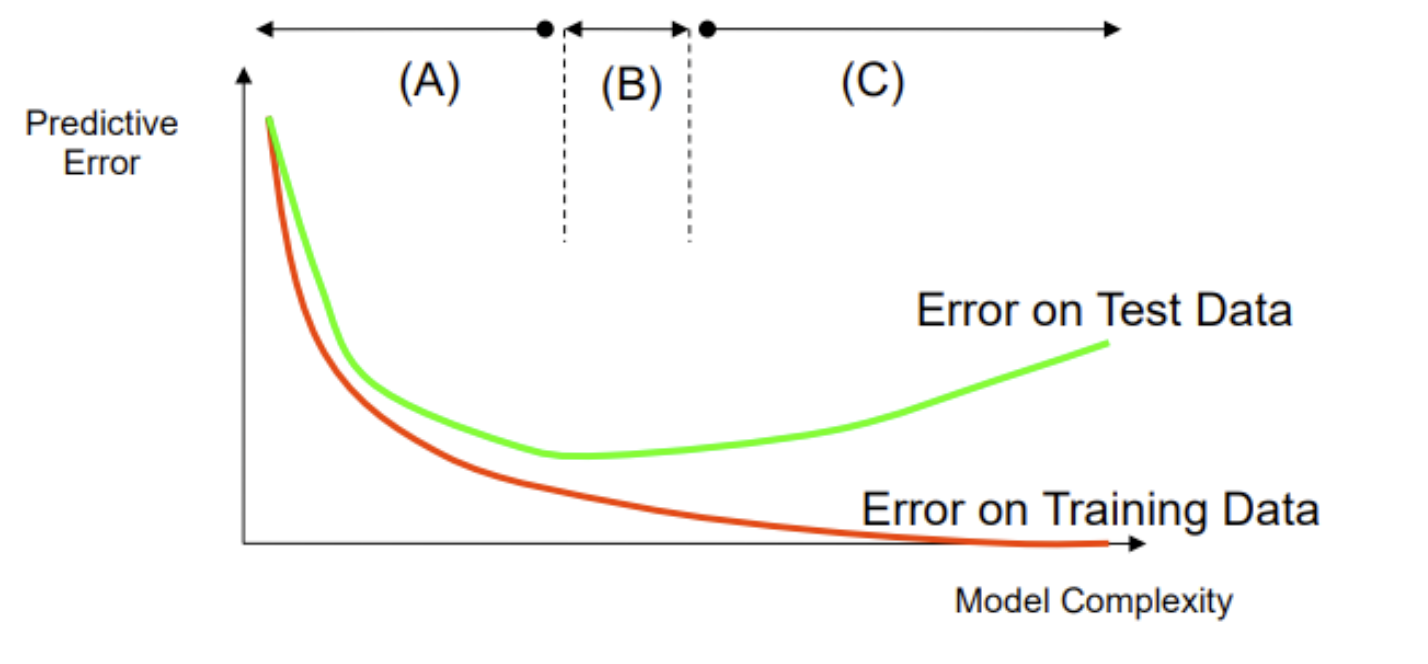 (A)
(B)
(C)
Predictive
Error
Error on Test Data
Error on Training Data
Model Complexity